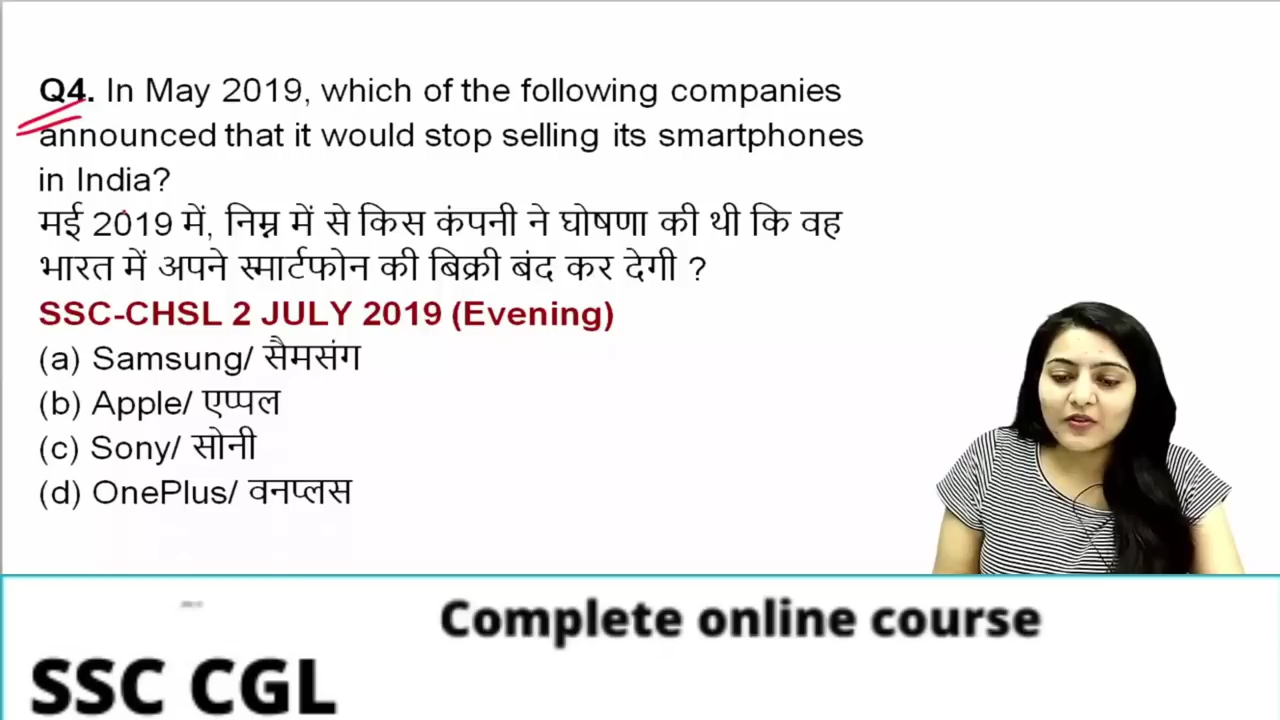 Q4. In May 2019, which of the following companies
announced that it would stop selling its smartphones
in India?
मई 2019 में, निम्न में से किस कंपनी ने घोषणा की थी कि वह
भारत में अपने स्मार्टफोन की बिक्री बंद कर देगी ?
SSC-CHSL 2 JULY 2019 (Evening)
(a) Samsung/ सैमसंग
(b) Apple/ एप्पल
(c) Sony/ सोनी
(d) OnePlus/ वनप्लस
Complete online course
SSC CGL